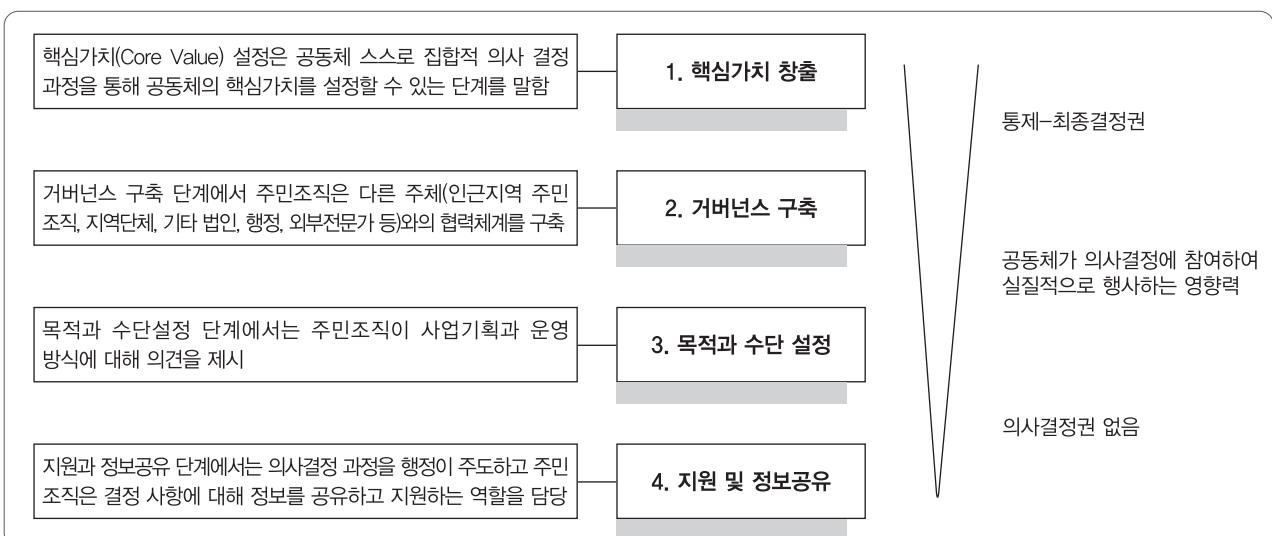 핵심가치(Core Value) 설정은 공동체 스스로 집합적 의사 결정
과정을 통해 공동체의 핵심가치를 설정할 수 있는 단계를 말함
1. 핵심가치 창출
통제-최종결정권
거버넌스 구축 단계에서 주민조직은 다른 주체(인근지역 주민
조직, 지역단체, 기타 법인, 행정, 외부전문가 등)와의 협력체계를 구축
2. 거버넌스 구축
공동체가 의사결정에 참여하여
실질적으로 행사하는 영향력
목적과 수단설정 단계에서는 주민조직이 사업기획과 운영
방식에 대해 의견을 제시
3. 목적과 수단 설정
의사결정권 없음
지원과 정보공유 단계에서는 의사결정 과정을 행정이 주도하고 주민
조직은 결정 사항에 대해 정보를 공유하고 지원하는 역할을 담당
4. 지원 및 정보공유